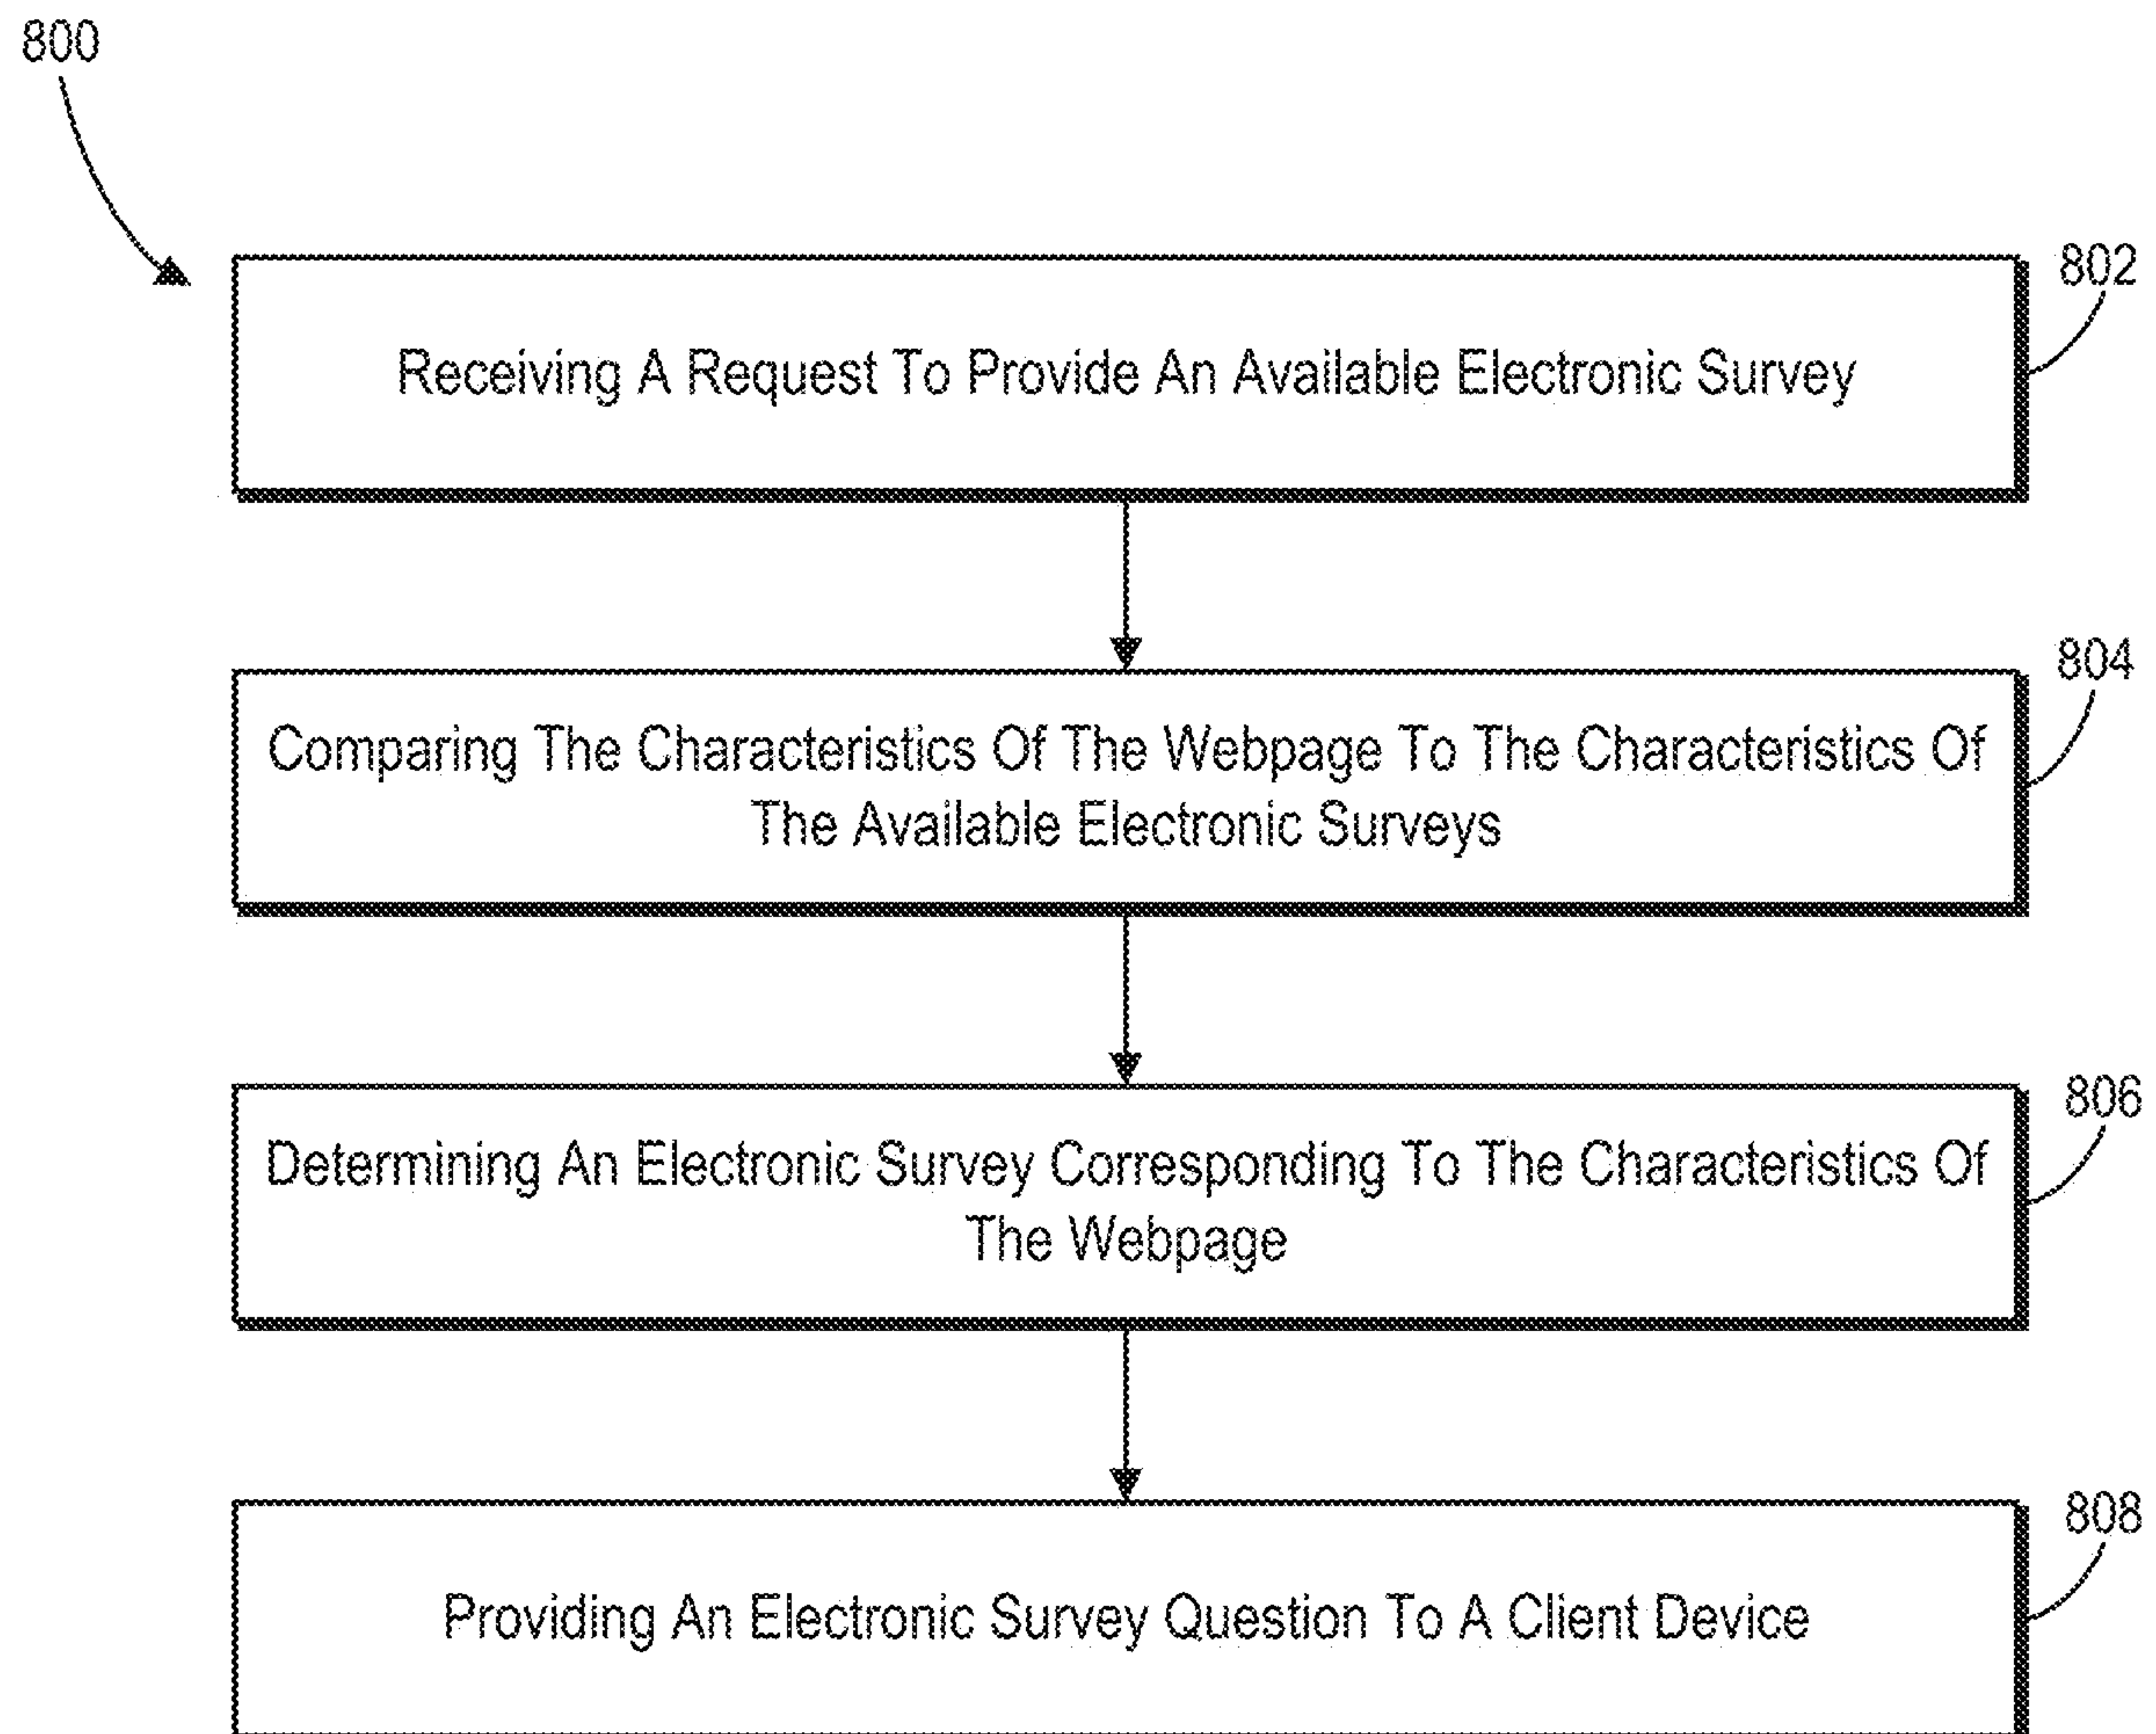 800
802
Receiving A Request To Provide An Available Electronic Survey
804
Comparing The Characteristics Of The Webpage To The Characteristics Of
The Available Electronic Surveys
806
Determining An Electronic Survey Corresponding To The Characteristics Of
The Webpage
808
Providing An Electronic Survey Question To A Client Device